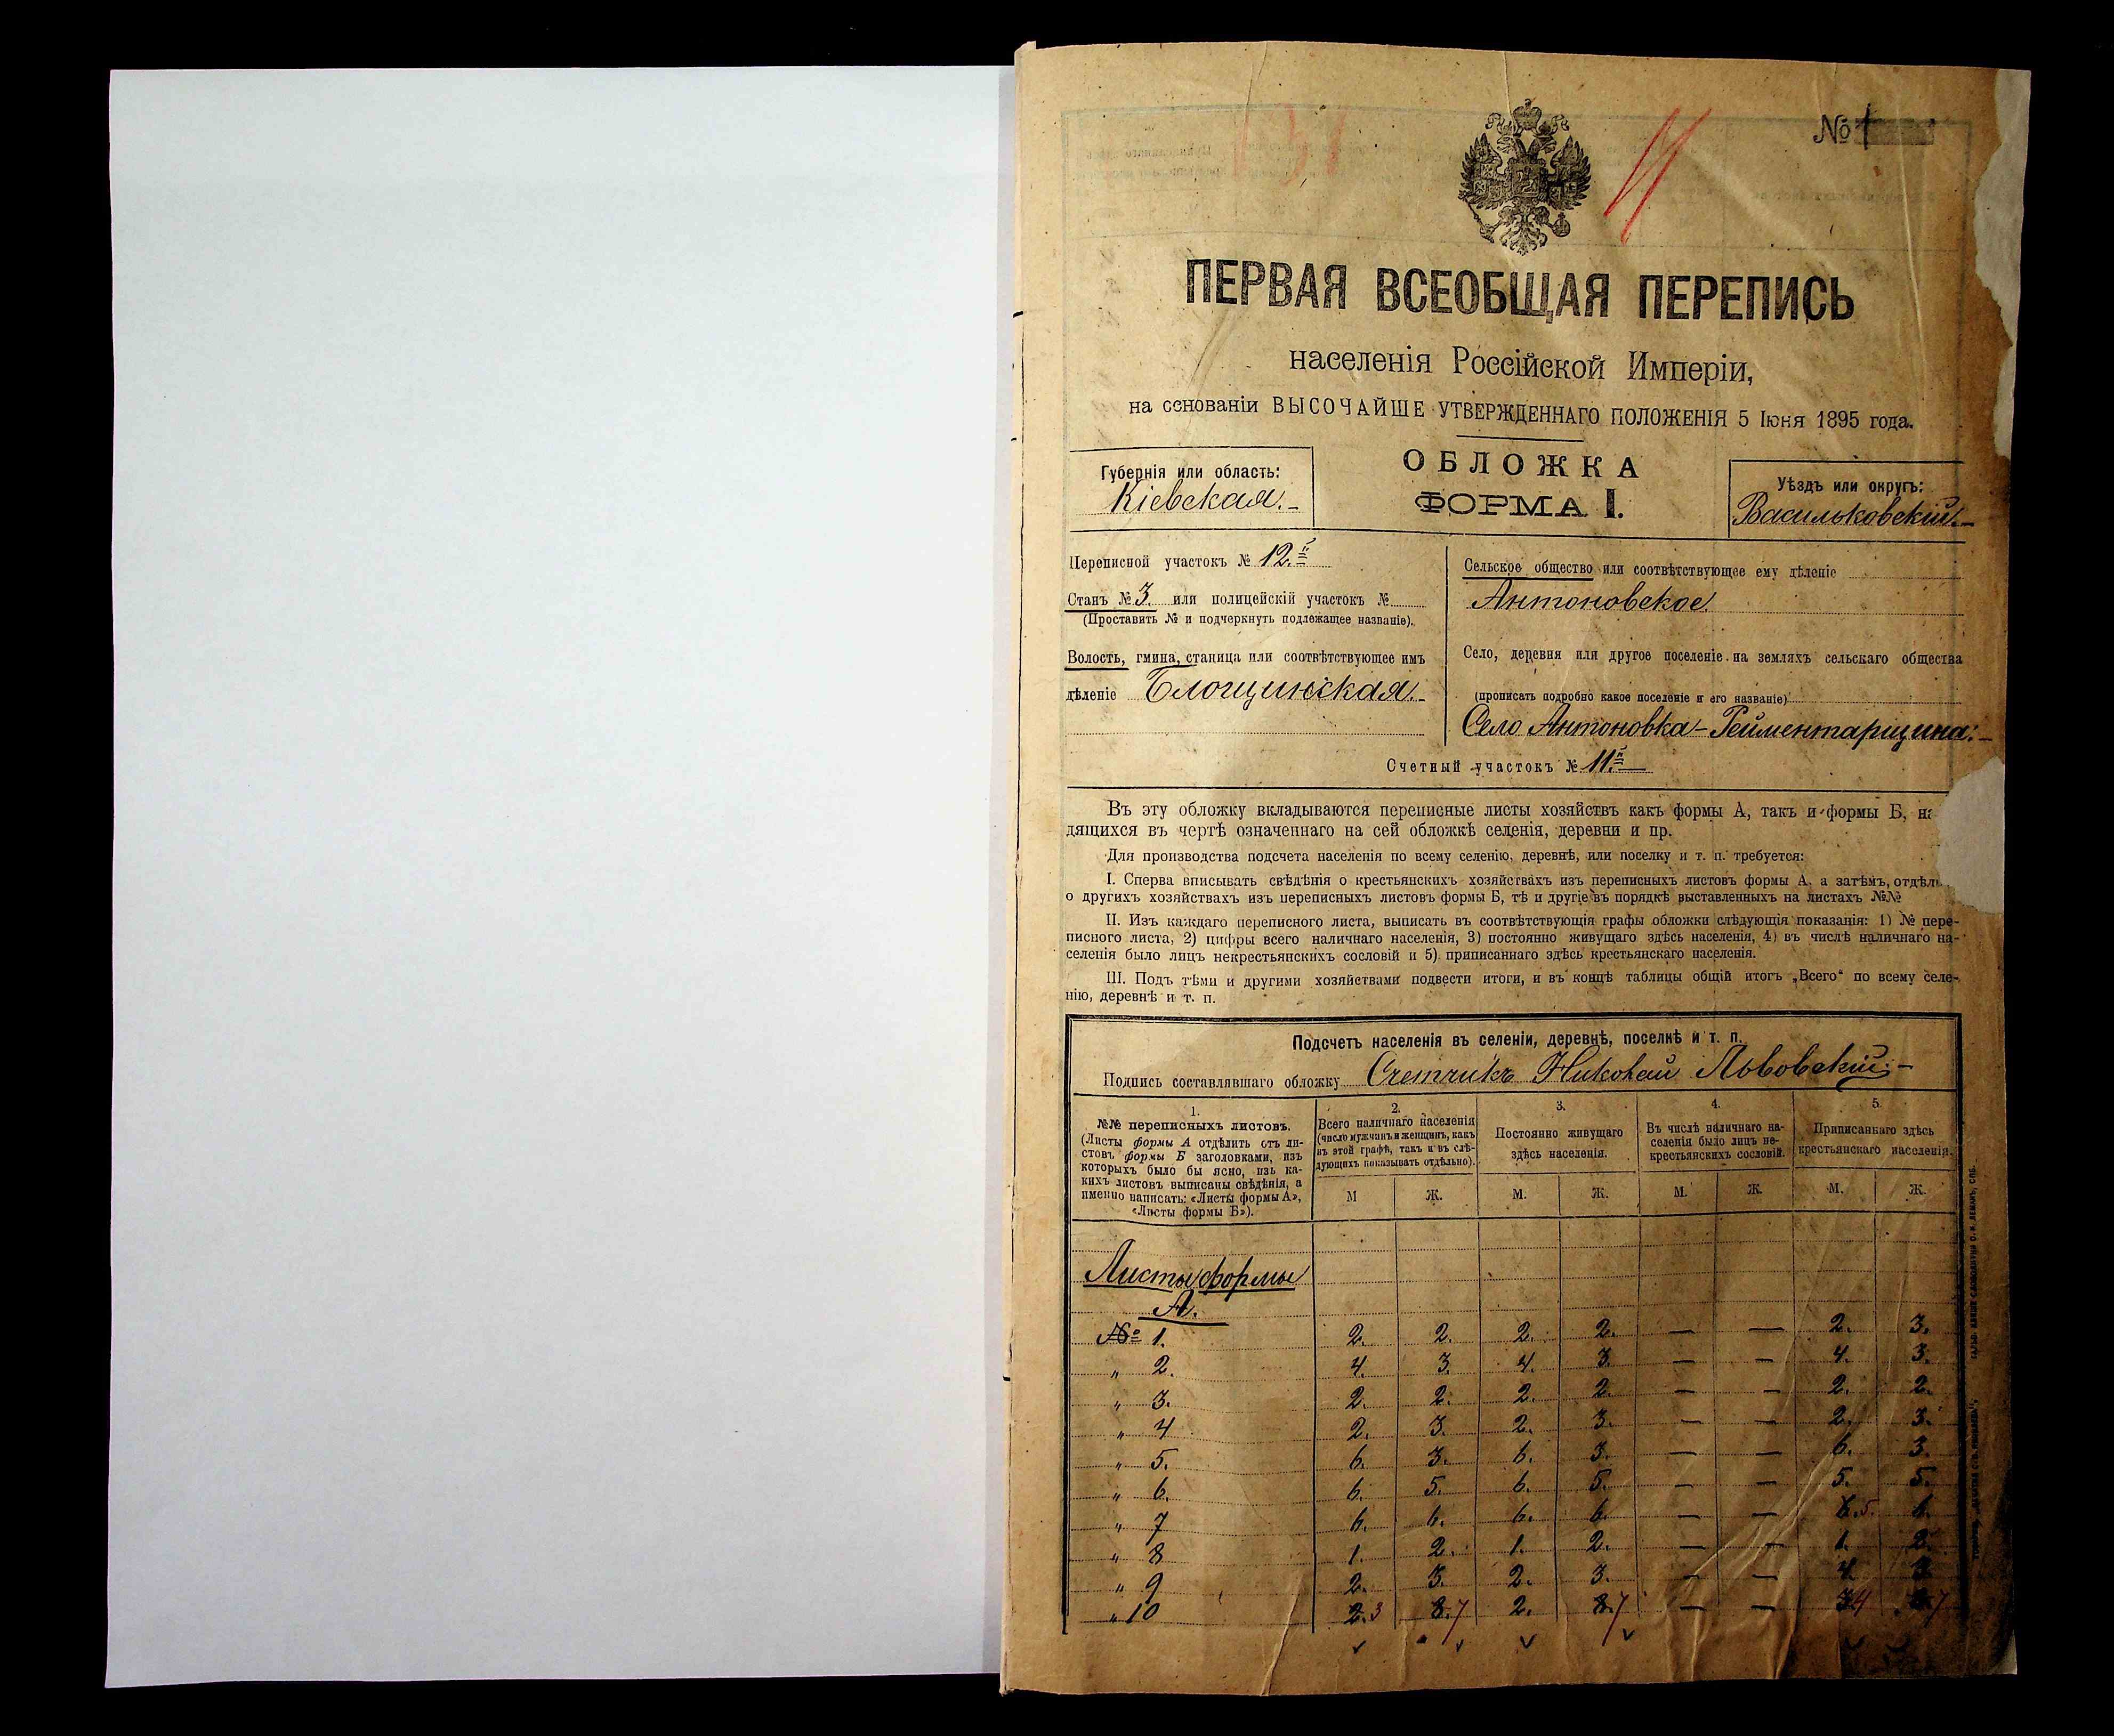 № 1
ПЕРВАЯ ВСЕОБЩАЯ ПЕРЕПИСЬ
населенія Россійской Имперіи,
на основаніи ВЫСОЧАЙШЕ УТВЕРЖДЕННАГО ПОЛОЖЕНІЯ 5 Іюня 1895 года.
ОБЛОЖКА
ФОРМА I.
Губернія или область:
Кіевская.-
Уѣздъ или округъ:
Васильковскій.-
Переписной участокъ № 12.й
Станъ № 3. или полицейскій участокъ №
(Проставить № и подчеркнуть подлежащее названіе).
Волость, гмина, станица или соотвѣтствующее имъ
дѣленіе Блощинская.-
Сельское общество или соотвѣтствующее ему дѣленіе
Антоновское.
Село, деревня или другое поселеніе на земляхъ сельскаго общества
(прописать подробно какое поселеніе и его названіе)
Село Антоновка-Рейментарщина.-
Счетный участокъ № 11.й
Въ эту обложку вкладываются переписные листы хозяйствъ какъ формы А, такъ и формы Б, на
дящихся въ чертѣ означеннаго на сей обложкѣ селенія, деревни и пр.
Для производства подсчета населенія по всему селенію, деревнѣ, или поселку и т. п. требуется:
I. Сперва вписывать свѣдѣнія о крестьянскихъ хозяйствахъ изъ переписныхъ листовъ формы А, а затѣмъ, отдѣл
о другихъ хозяйствахъ изъ переписныхъ листовъ формы Б, тѣ и другіе въ порядкѣ выставленныхъ на листахъ №№
II. Изъ каждаго переписного листа, выписать въ соотвѣтствующія графы обложки слѣдующія показанія: 1) № пере-
писного листа, 2) цифры всего наличнаго населенія, 3) постоянно живущаго здѣсь населенія, 4) въ числѣ наличнаго на-
селенія было лицъ некрестьянскихъ сословій и 5) приписаннаго здѣсь крестьянскаго населенія.
III. Подъ тѣми и другими хозяйствами подвести итоги, и въ концѣ таблицы общій итогъ „Всего“ по всему селе-
нію, деревнѣ и т. п.
Подсчетъ населенія въ селеніи, деревнѣ, поселкѣ и т. п.
Подпись составлявшаго обложку Счетчикъ Николай Львовскій.-
1.
№№ переписныхъ листовъ.
(Листы формы А отдѣлить отъ ли-
стовъ формы Б заголовками, изъ
которыхъ было бы ясно, изъ ка-
кихъ листовъ выписаны свѣдѣнія, а
именно написать: «Листы формы А»,
«Листы формы Б»).
2.
Всего наличнаго населенія
(число мужчинъ и женщинъ, какъ
въ этой графѣ, такъ и въ слѣ-
дующихъ показывать отдѣльно).
3.
Постоянно живущаго
здѣсь населенія.
4.
Въ числѣ наличнаго на-
селенія было лицъ не-
крестьянскихъ сословій.
5.
Приписаннаго здѣсь
крестьянскаго населенія.
М Ж. М. Ж. М. Ж. М. Ж.
Листы формы
А.
№ 1. 2. 2. 2. 2. — — 2. 3.
„ 2. 4. 3. 4. 3. — — 4. 3.
„ 3. 2. 2. 2. 2. — — 2. 2.
„ 4 2. 3. 2. 3. — — 2. 3.
„ 5. 6. 3. 6. 3. — — 6. 3.
„ 6. 6. 5. 6. 5. — — 5. 5.
„ 7 6. 6. 6. 6. — — 6.5. 6.
„ 8 1. 2. 1. 2. — — 1. 2.
„ 9 2. 3. 2. 3. — — 4.
„ 10 2.3 8.7 2. 8.7 — — 34 7